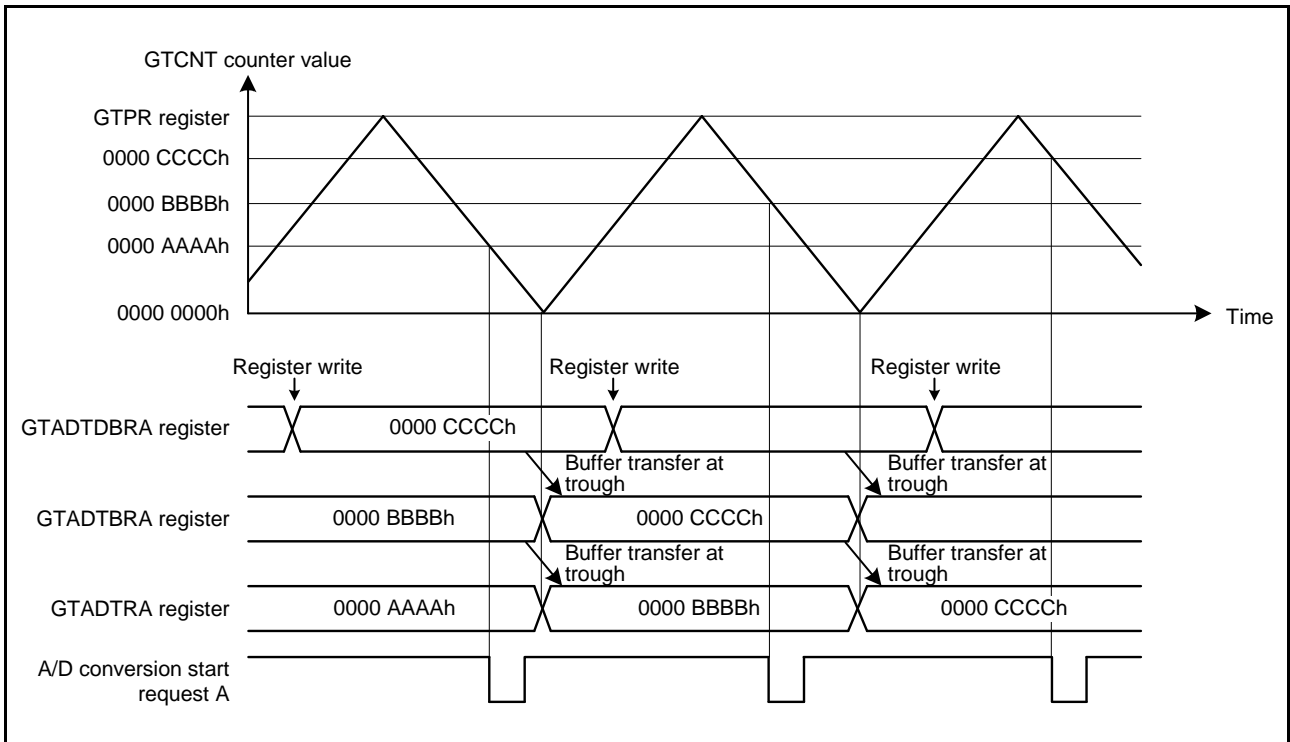 GTCNT counter value
GTPR register
0000 CCCCh
0000 BBBBh
0000 AAAAh
0000 0000h
Time
Register write
Register write
Register write
GTADTDBRA register
0000 CCCCh
Buffer transfer at
trough
Buffer transfer at
trough
GTADTBRA register
0000 BBBBh
0000 CCCCh
Buffer transfer at
trough
Buffer transfer at
trough
GTADTRA register
0000 AAAAh
0000 BBBBh
0000 CCCCh
A/D conversion start
request A